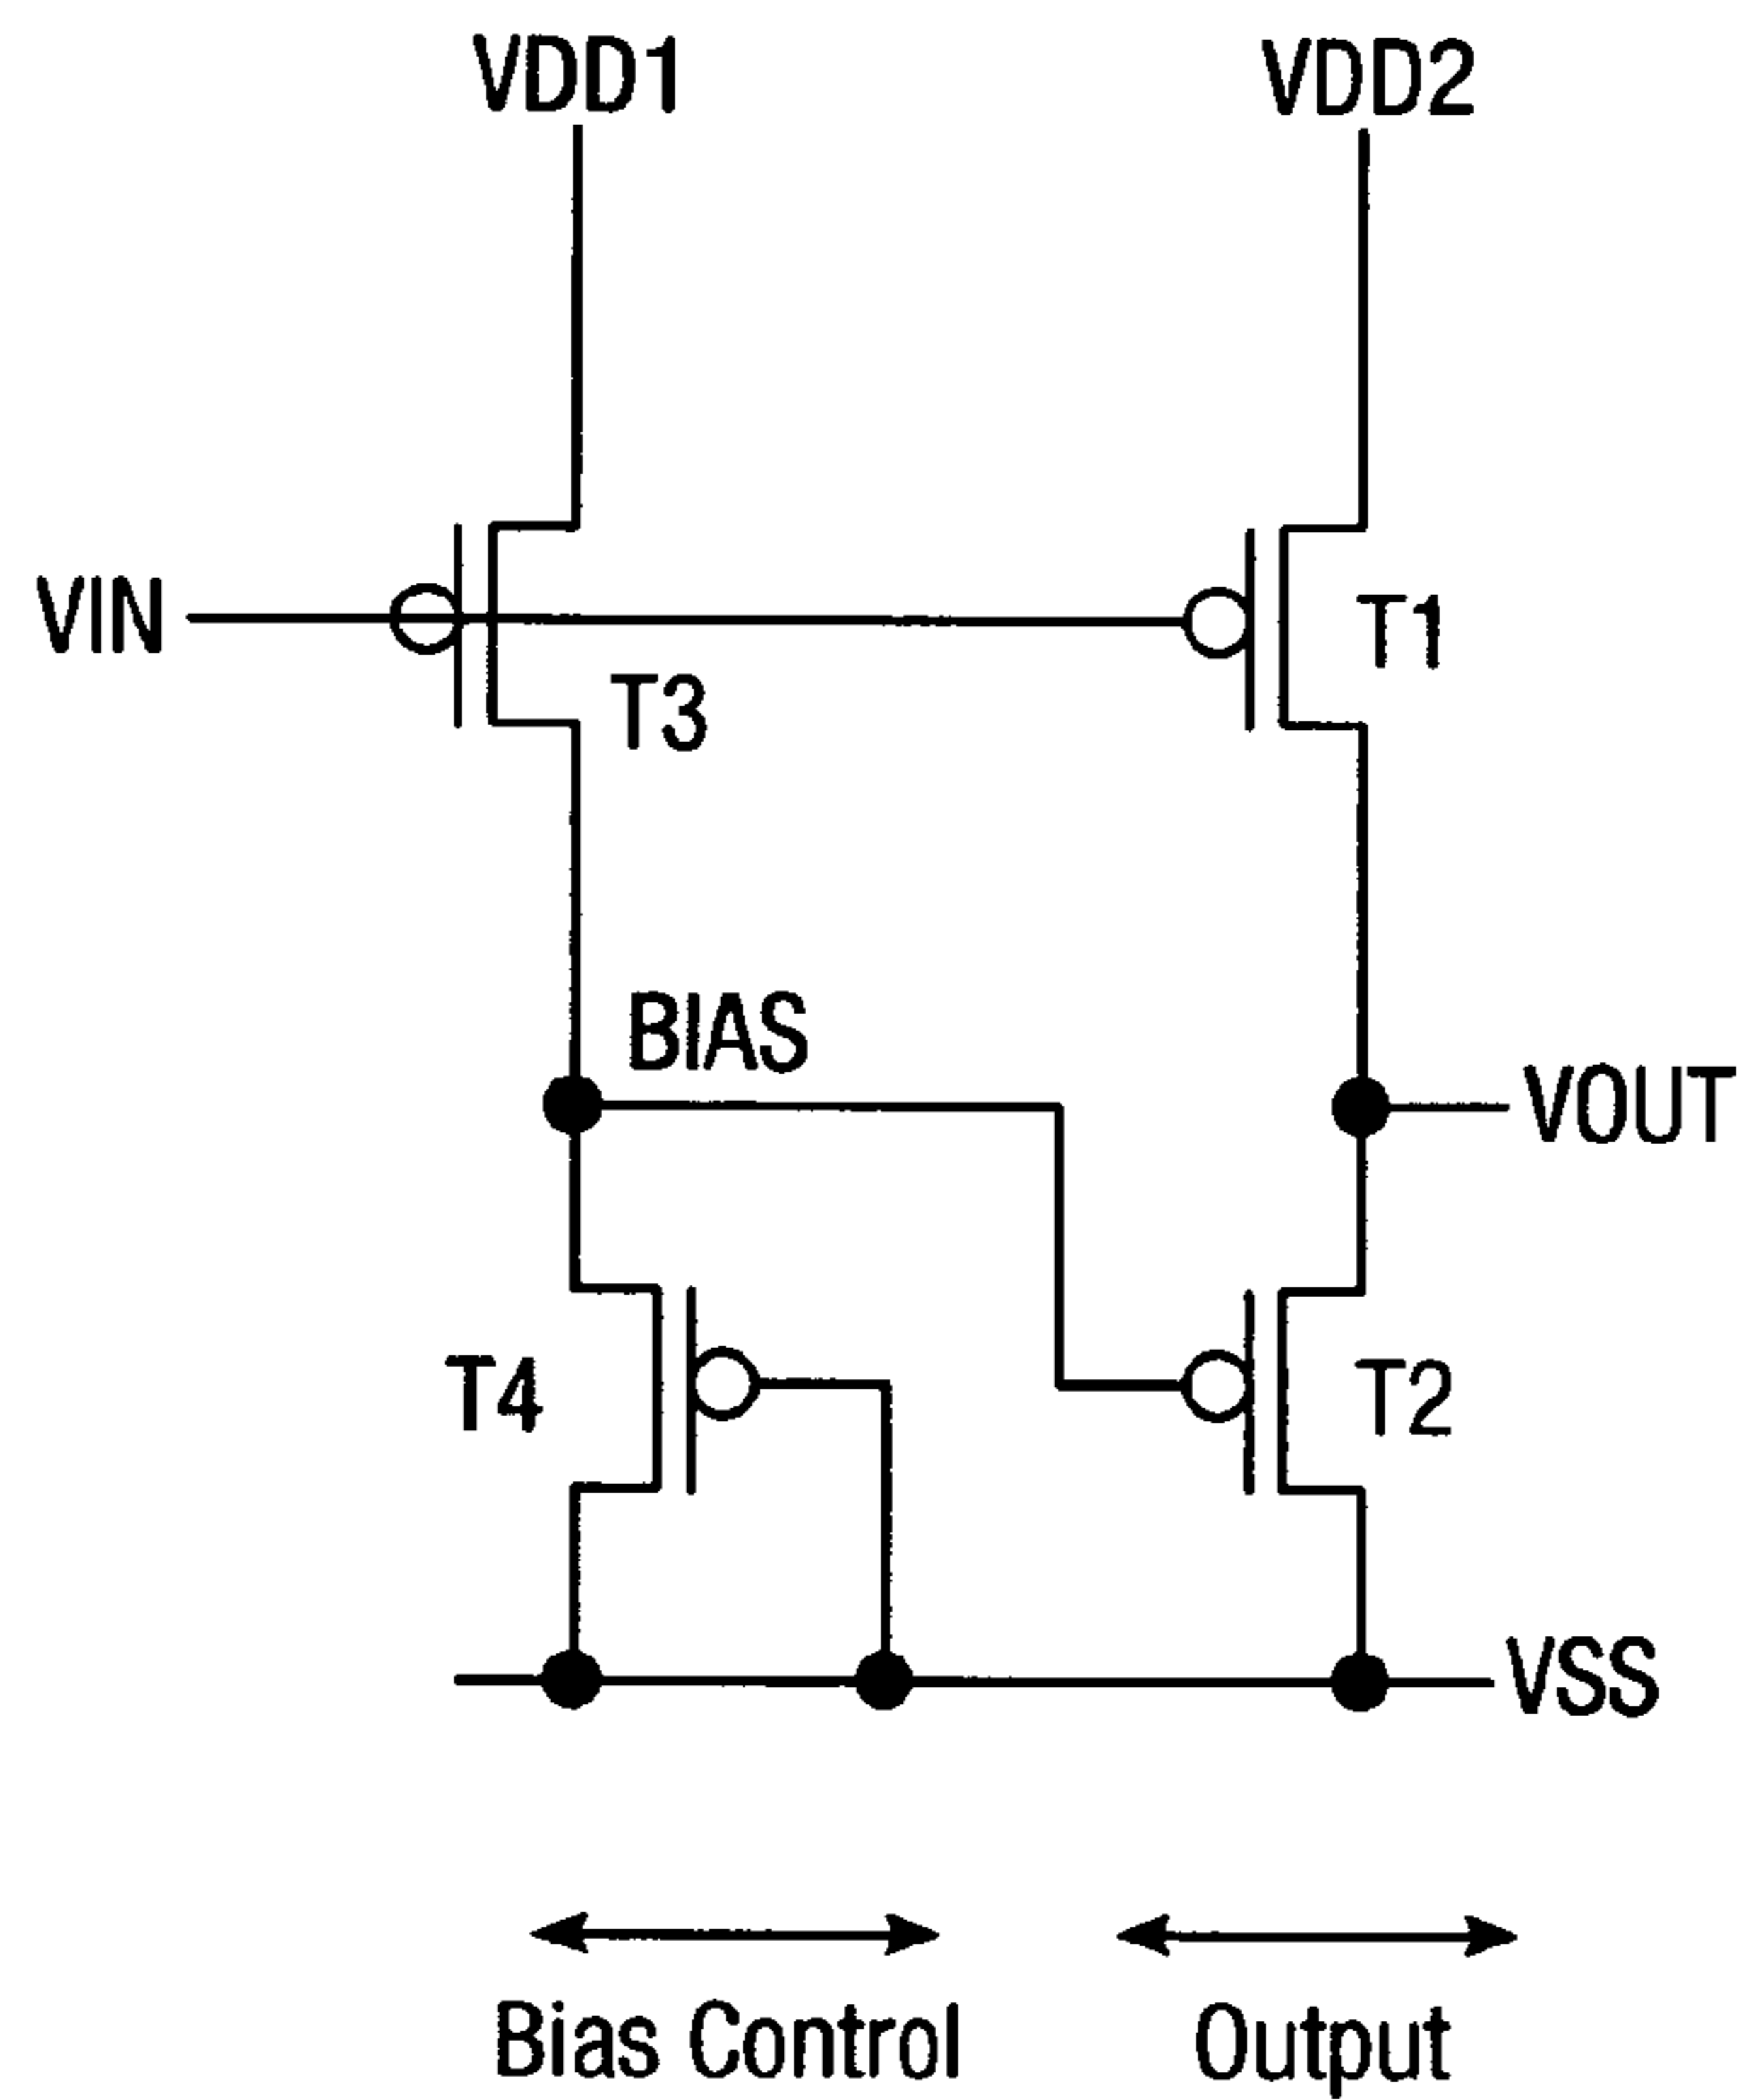 VDD1
VDD2
VIN
T1
T3
BIAS
VOUT
T4
T2
VSS
Bias Control
Output